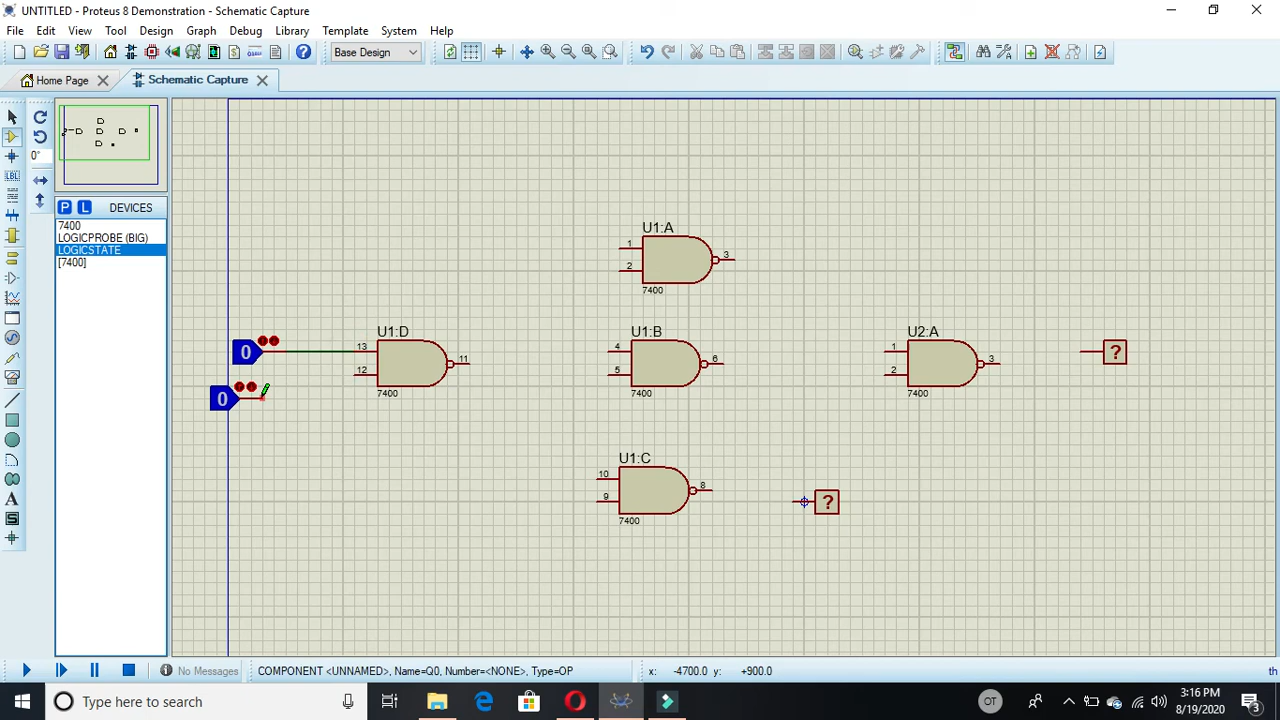 UNTITLED - Proteus 8 Demonstration - Schematic Capture
File Edit View Tool Design Graph Debug Library Template System Help
Base Design
Home Page Schematic Capture
LBL
0°
P L DEVICES
7400
LOGICPROBE (BIG)
LOGICSTATE
[7400]
A
S
U1:A
1
2
3
7400
0
U1:D
13
12
11
7400
U1:B
4
5
6
7400
U2:A
1
2
3
7400
?
0
U1:C
10
9
8
7400
?
No Messages COMPONENT <UNNAMED>, Name=Q0, Number=<NONE>, Type=OP x: -4700.0 y: +900.0 th
Type here to search
OT
3:16 PM
8/19/2020
3